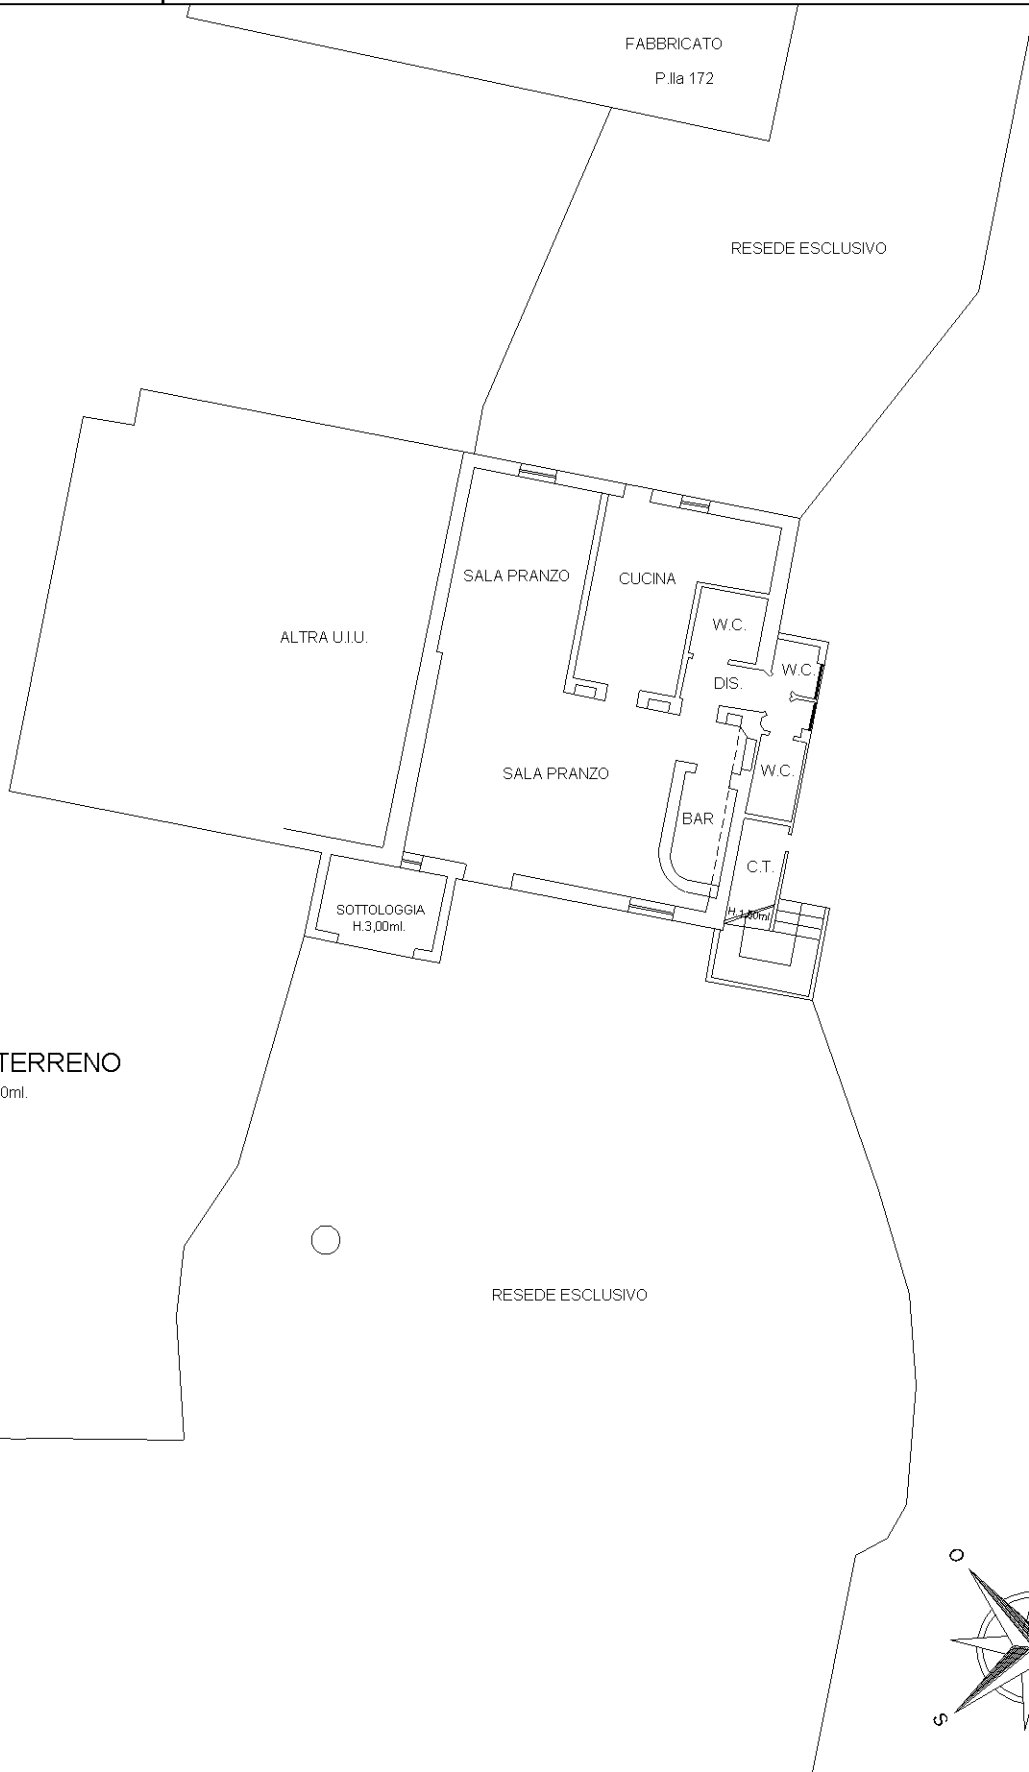 FABBRICATO
P.lla 172
RESEDE ESCLUSIVO
SALA PRANZO
CUCINA
W.C.
ALTRA U.I.U.
W.C.
DIS.
SALA PRANZO
W.C.
BAR
C.T.
SOTTOLOGGIA
H.3,00ml.
TERRENO
0ml.
RESEDE ESCLUSIVO
O
S